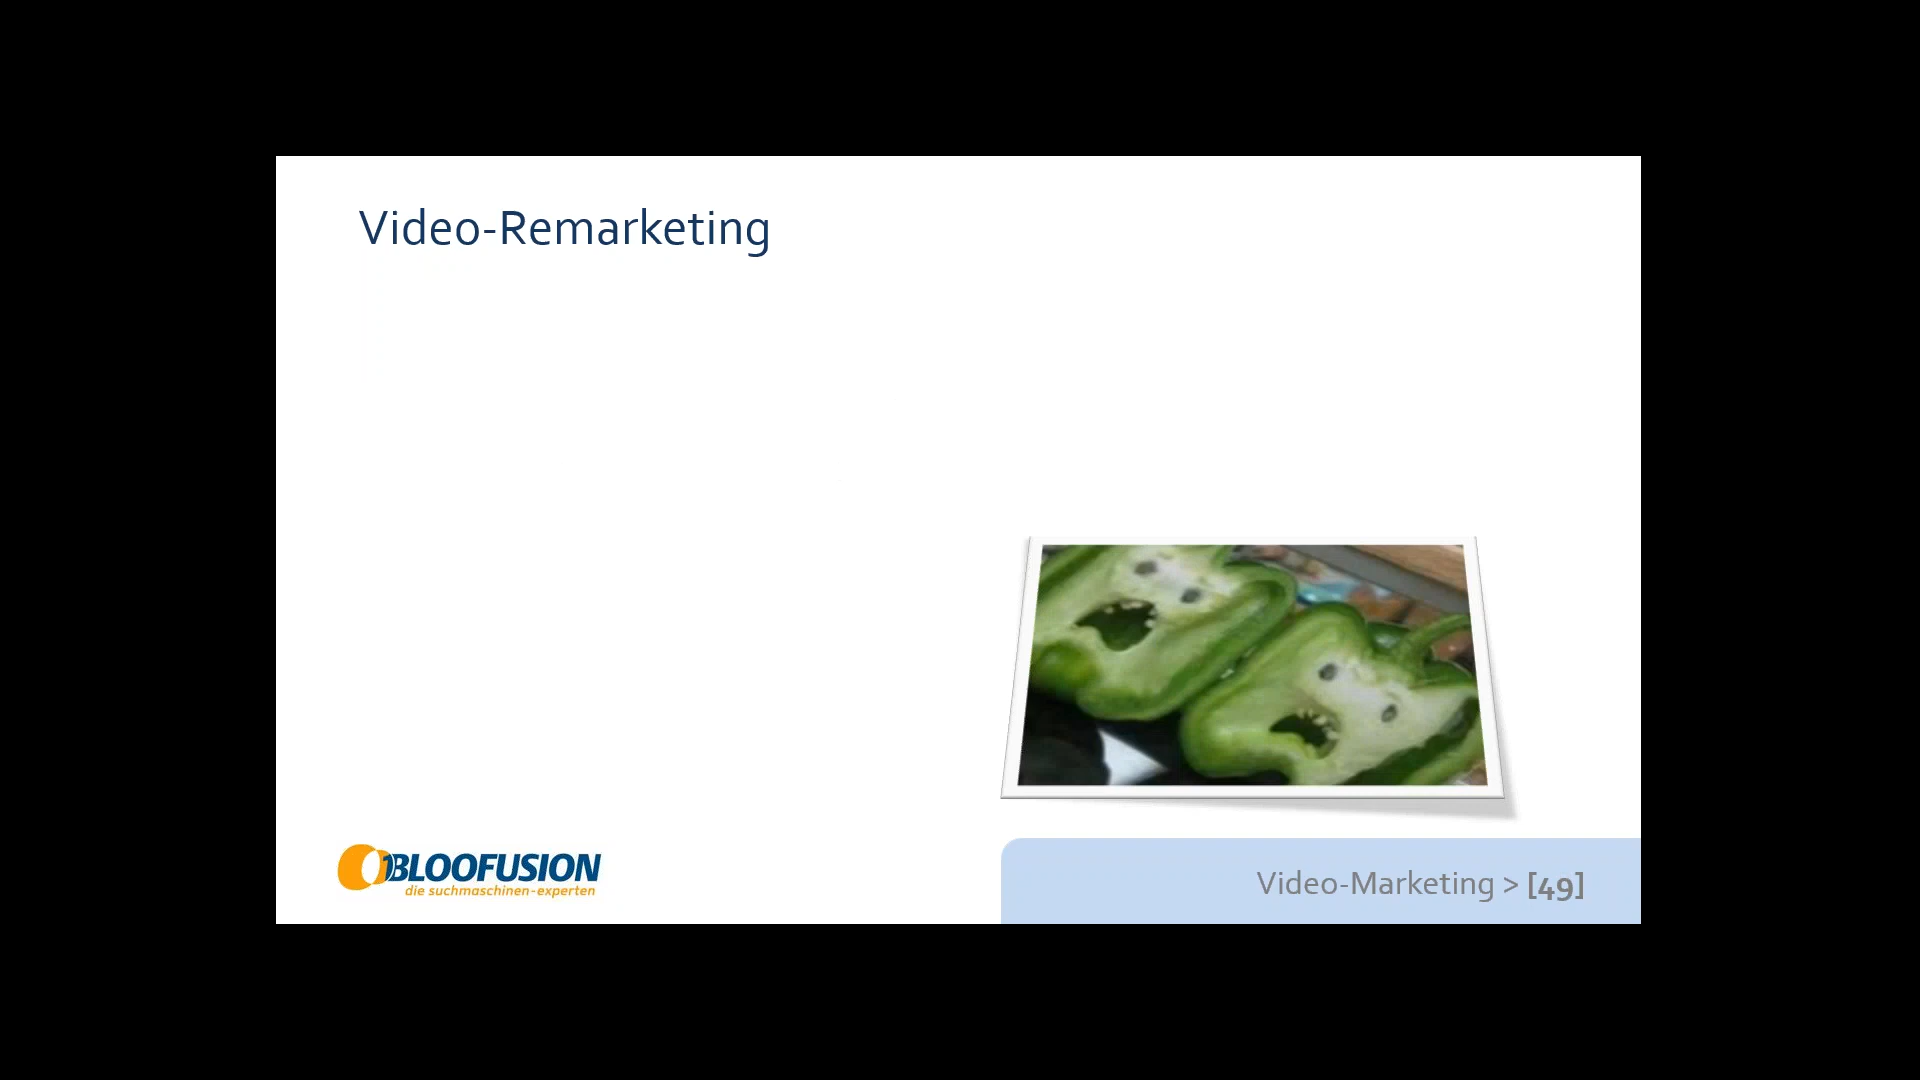 Video-Remarketing
BLOOFUSION
die suchmaschinen-experten
Video-Marketing > [49]